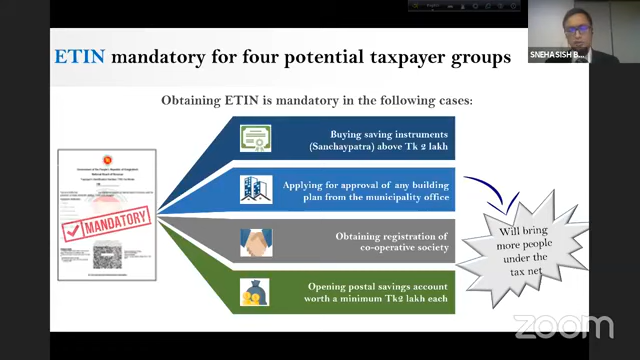 English
SNEHASISH B...
ETIN mandatory for four potential taxpayer groups
Obtaining ETIN is mandatory in the following cases:
Buying saving instruments
(Sanchaypatra) above Tk 2 lakh
Applying for approval of any building
plan from the municipality office
Obtaining registration of
co-operative society
Opening postal savings account
worth a minimum Tk2 lakh each
MANDATORY
Will bring
more people
under the
tax net
zoom